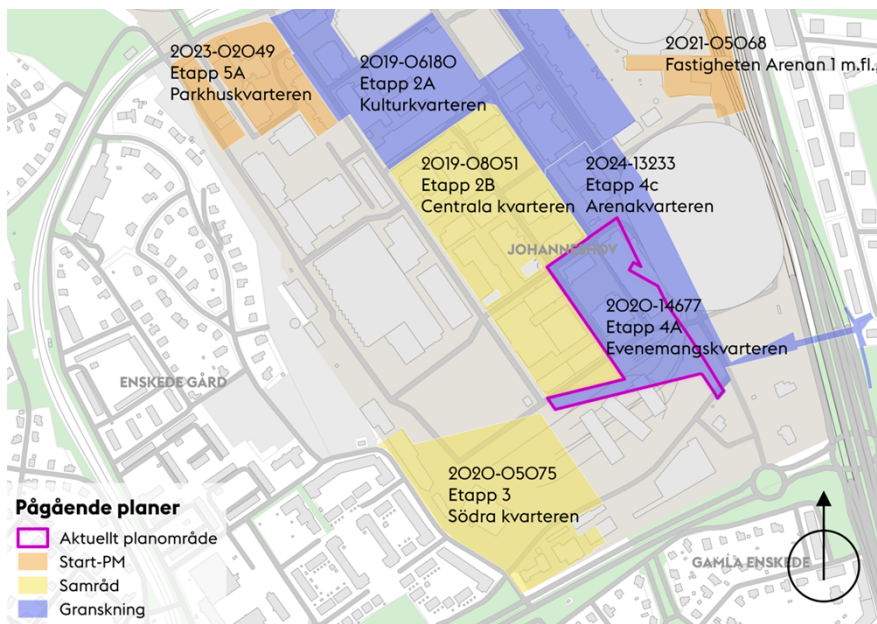 2023-02049
Etapp 5A
Parkhuskvarteren
2019-06180
Etapp 2A
Kulturkvarteren
2021-05068
Fastigheten Arenan 1 m.fl.,
2019-08051
Etapp 2B
Centrala kvarteren
2024-13233
Etapp 4c
Arenakvarteren
JOHANNESHOV
2020-14677
Etapp 4A
Evenemangskvarteren
ENSKEDE GÅRD
2020-05075
Etapp 3
Södra kvarteren
GAMLA ENSKEDE
Pågående planer
Aktuellt planområde
Start-PM
Samråd
Granskning